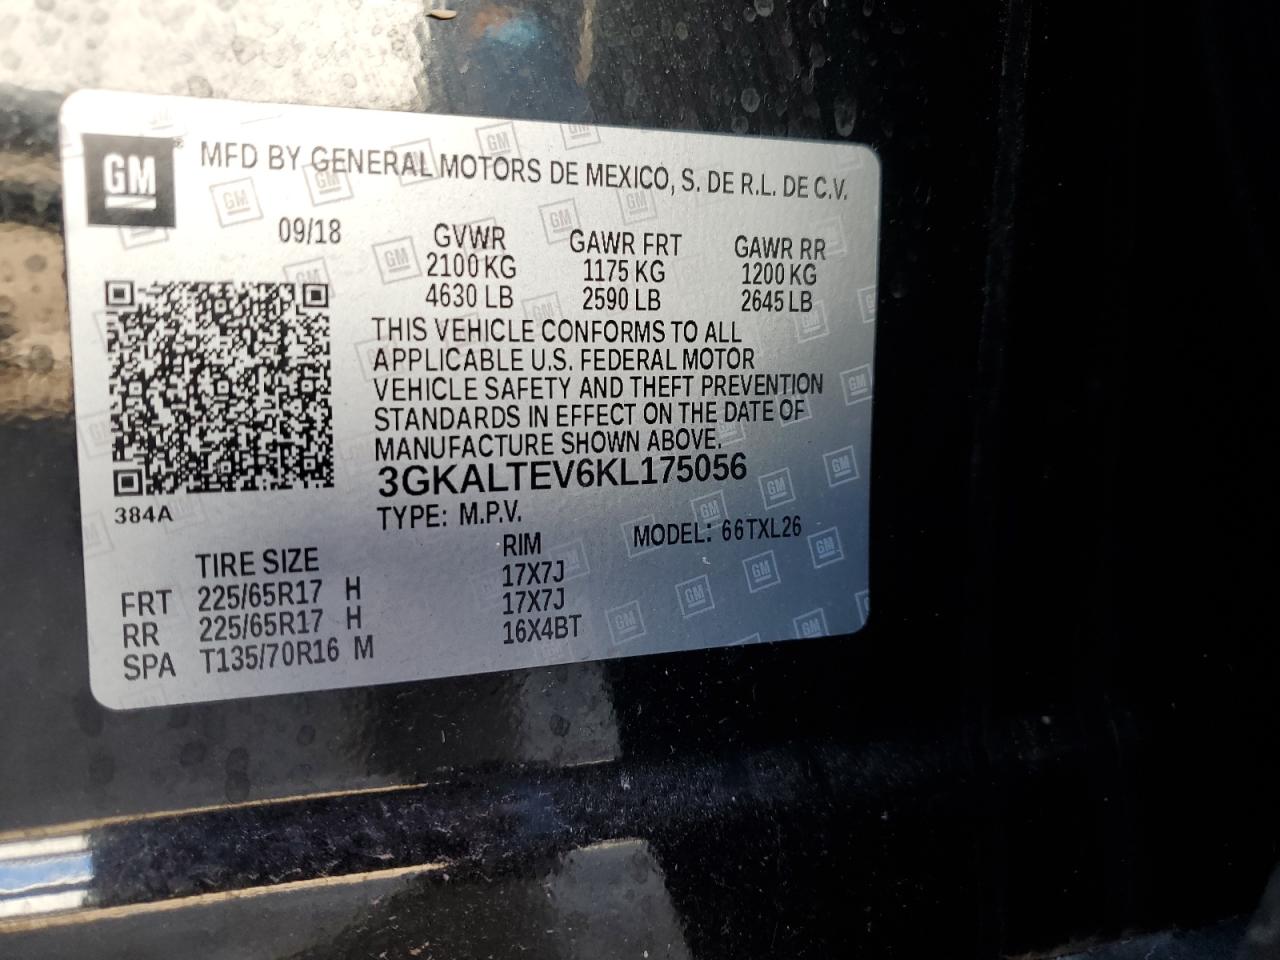 GM MFD BY GENERAL MOTORS DE MEXICO, S. DE R.L. DE C.V.
09/18 GVWR GAWR FRT GAWR RR
2100 KG 1175 KG 1200 KG
4630 LB 2590 LB 2645 LB
THIS VEHICLE CONFORMS TO ALL
APPLICABLE U.S. FEDERAL MOTOR
VEHICLE SAFETY AND THEFT PREVENTION
STANDARDS IN EFFECT ON THE DATE OF
MANUFACTURE SHOWN ABOVE.
3GKALTEV6KL175056
384A TYPE: M.P.V. MODEL: 66TXL26
TIRE SIZE RIM
FRT 225/65R17 H 17X7J
RR 225/65R17 H 17X7J
SPA T135/70R16 M 16X4BT